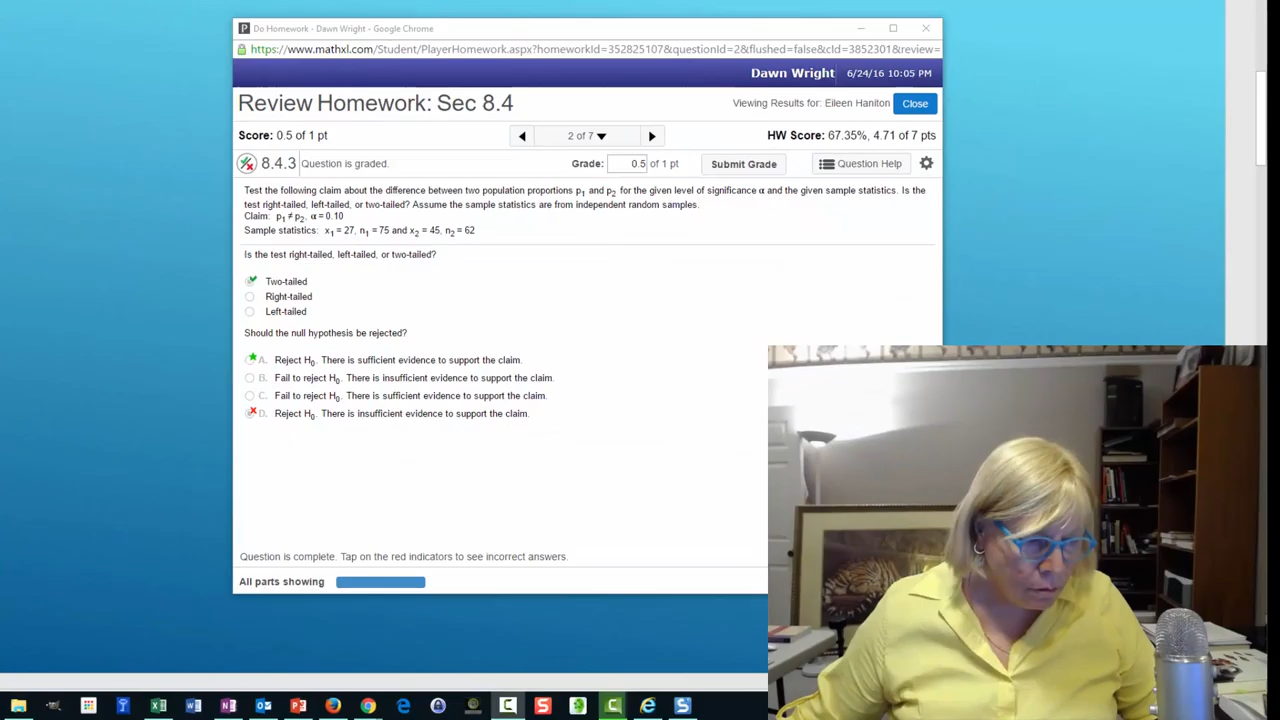 Do Homework - Dawn Wright - Google Chrome
https://www.mathxl.com/Student/PlayerHomework.aspx?homeworkId=352825107&questionId=2&flushed=false&cId=3852301&review=
Dawn Wright 6/24/16 10:05 PM
Review Homework: Sec 8.4 Viewing Results for: Eileen Haniton Close
Score: 0.5 of 1 pt 2 of 7 HW Score: 67.35%, 4.71 of 7 pts
8.4.3 Question is graded. Grade: 0.5 of 1 pt Submit Grade Question Help
Test the following claim about the difference between two population proportions p₁ and p₂ for the given level of significance α and the given sample statistics. Is the
test right-tailed, left-tailed, or two-tailed? Assume the sample statistics are from independent random samples.
Claim: p₁ ≠ p₂, α = 0.10
Sample statistics: x₁ = 27, n₁ = 75 and x₂ = 45, n₂ = 62
Is the test right-tailed, left-tailed, or two-tailed?
Two-tailed
Right-tailed
Left-tailed
Should the null hypothesis be rejected?
A. Reject H₀. There is sufficient evidence to support the claim.
B. Fail to reject H₀. There is insufficient evidence to support the claim.
C. Fail to reject H₀. There is sufficient evidence to support the claim.
D. Reject H₀. There is insufficient evidence to support the claim.
Question is complete. Tap on the red indicators to see incorrect answers.
All parts showing